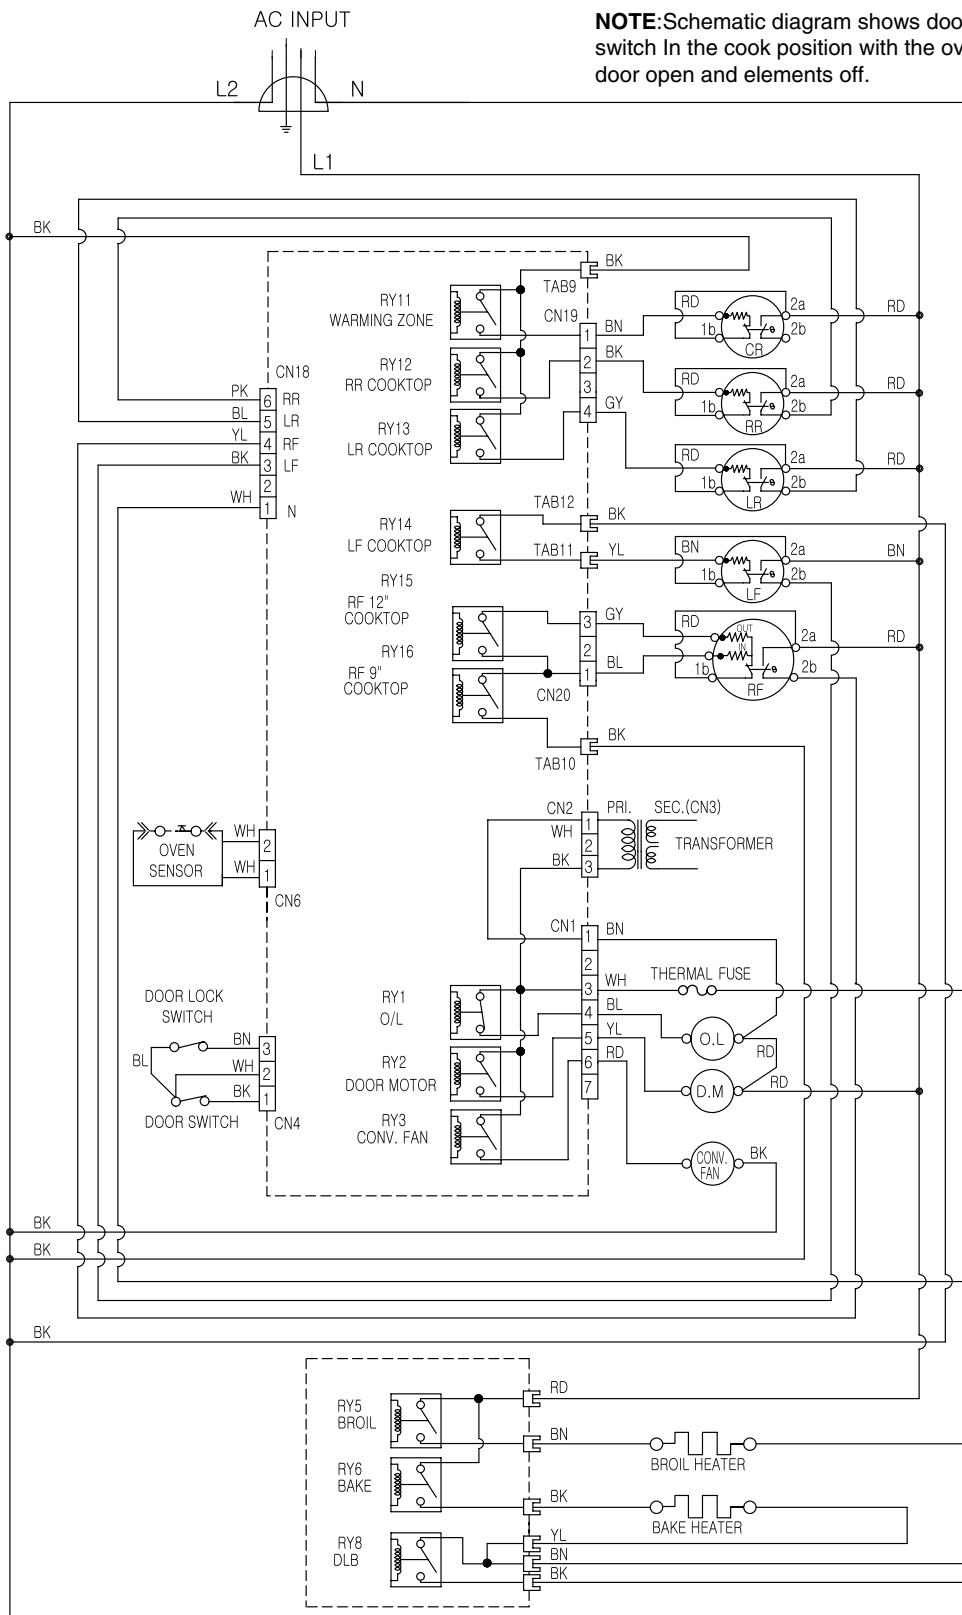 AC INPUT
NOTE:Schematic diagram shows doo
switch In the cook position with the ov
door open and elements off.
L2
N
L1
BK
BK
TAB9
RY11
WARMING ZONE
CN19
RD
2a
RD
1 BN
1b
2b
CR
RY12
RR COOKTOP
2 BK
3
CN18
RD
2a
RD
PK 6 RR
1b
2b
RR
4 GY
BL 5 LR
RY13
LR COOKTOP
YL 4 RF
BK 3 LF
RD
2a
RD
2
1b
2b
LR
WH 1 N
TAB12
BK
RY14
LF COOKTOP
TAB11
YL
BN
2a
BN
1b
2b
LF
RY15
RF 12"
COOKTOP
3 GY
RD
OUT
2a
RD
RY16
2
IN
RF 9"
COOKTOP
1 BL
1b
2b
RF
CN20
BK
TAB10
CN2
PRI.
SEC.(CN3)
1
WH
2
TRANSFORMER
BK
3
OVEN
SENSOR
WH 2
WH 1
CN6
CN1
1 BN
2
3 WH
THERMAL FUSE
RY1
O/L
4 BL
O.L
DOOR LOCK
SWITCH
5 YL
BN 3
RD
BL
RY2
DOOR MOTOR
6 RD
WH 2
7
D.M
RD
BK 1
DOOR SWITCH
CN4
RY3
CONV. FAN
CONV.
FAN
BK
BK
BK
BK
RD
RY5
BROIL
BN
BROIL HEATER
RY6
BAKE
BK
BAKE HEATER
YL
RY8
DLB
BN
BK